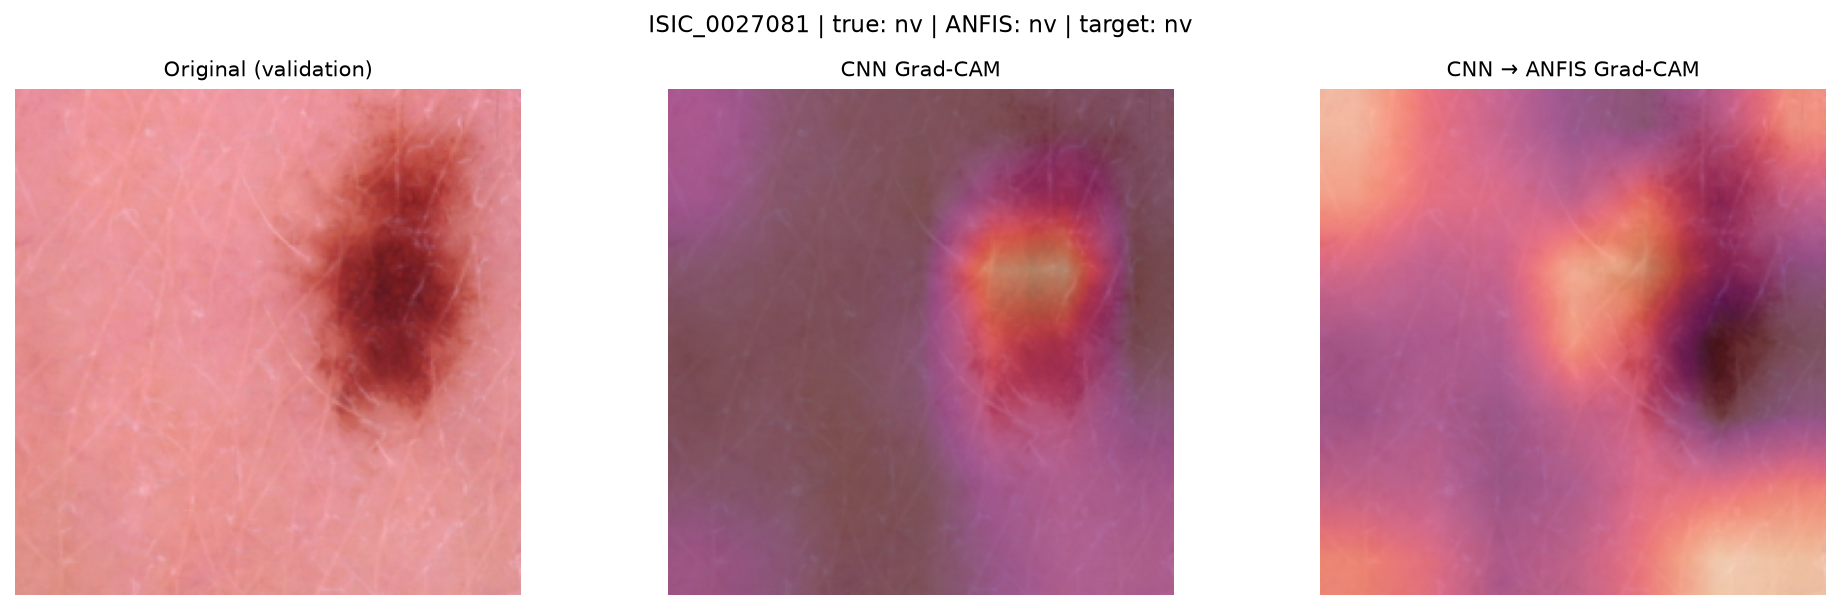 ISIC_0027081 | true: nv | ANFIS: nv | target: nv
Original (validation)
CNN Grad-CAM
CNN → ANFIS Grad-CAM